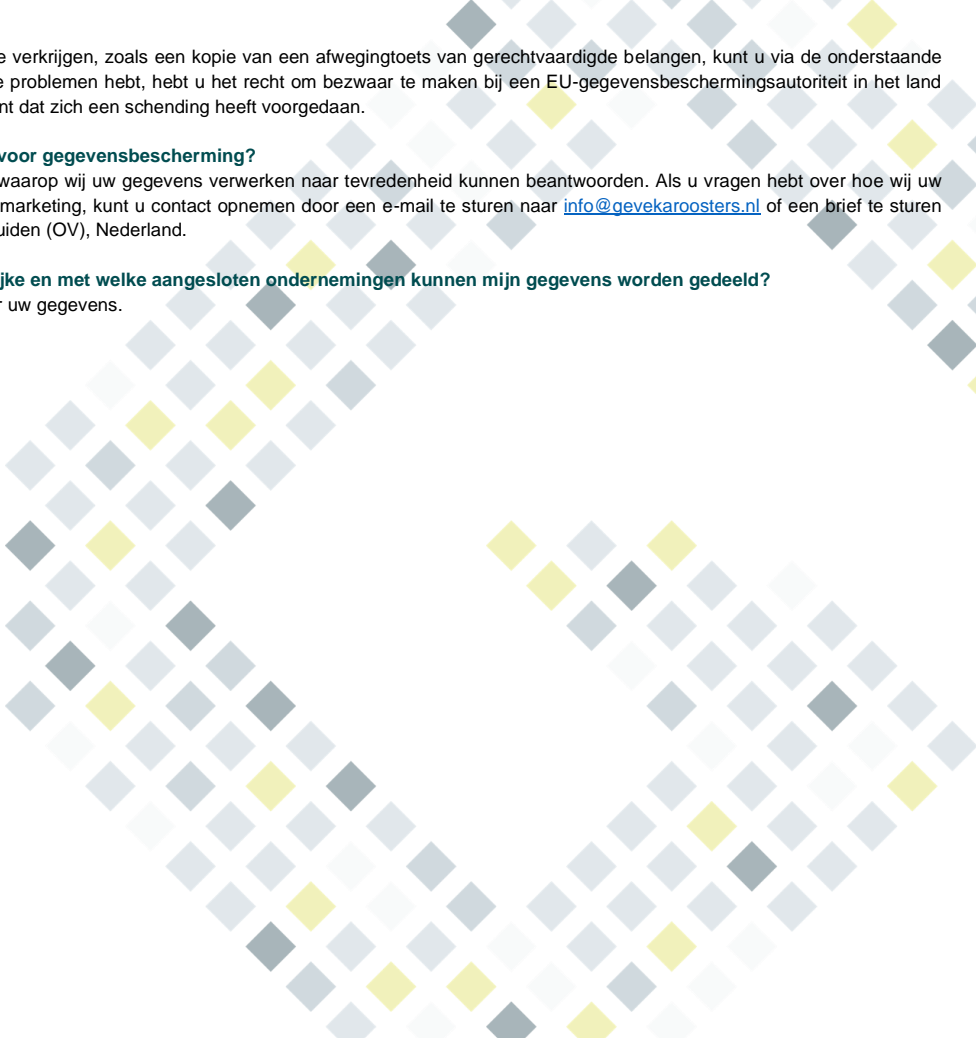 verkrijgen, zoals een kopie van een afwegingtoets van gerechtvaardigde belangen, kunt u via de onderstaande
problemen hebt, hebt u het recht om bezwaar te maken bij een EU-gegevensbeschermingsautoriteit in het land
dat zich een schending heeft voorgedaan.
voor gegevensbescherming?
waarop wij uw gegevens verwerken naar tevredenheid kunnen beantwoorden. Als u vragen hebt over hoe wij uw
marketing, kunt u contact opnemen door een e-mail te sturen naar info@gevekaroosters.nl of een brief te sturen
uiden (OV), Nederland.
ijke en met welke aangesloten ondernemingen kunnen mijn gegevens worden gedeeld?
uw gegevens.